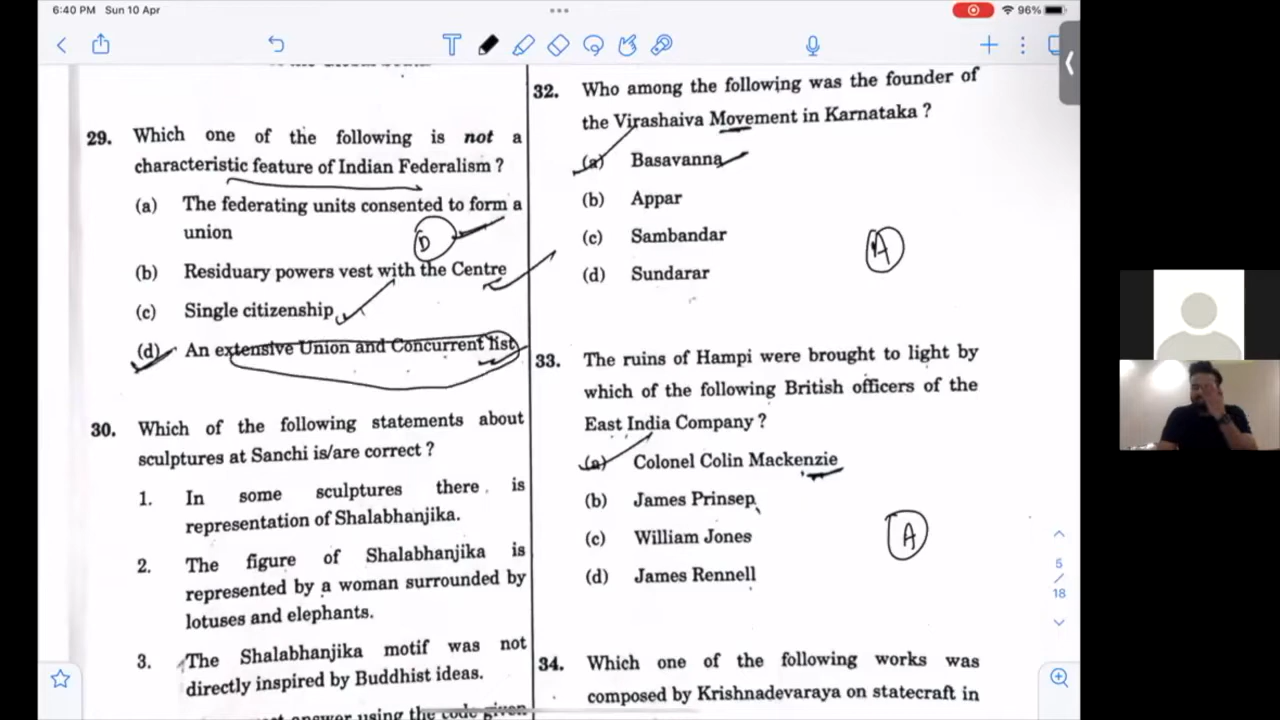 6:40 PM Sun 10 Apr
96%
29. Which one of the following is not a
characteristic feature of Indian Federalism ?
(a) The federating units consented to form a
union
D
(b) Residuary powers vest with the Centre
(c) Single citizenship
(d) An extensive Union and Concurrent list
30. Which of the following statements about
sculptures at Sanchi is/are correct ?
1. In some sculptures there is
representation of Shalabhanjika.
2. The figure of Shalabhanjika is
represented by a woman surrounded by
lotuses and elephants.
3. The Shalabhanjika motif was not
directly inspired by Buddhist ideas.
answer using the code given
32. Who among the following was the founder of
the Virashaiva Movement in Karnataka ?
(a) Basavanna
(b) Appar
(c) Sambandar
A
(d) Sundarar
33. The ruins of Hampi were brought to light by
which of the following British officers of the
East India Company ?
(a) Colonel Colin Mackenzie
(b) James Prinsep
(c) William Jones
A
(d) James Rennell
34. Which one of the following works was
composed by Krishnadevaraya on statecraft in
5
/
18